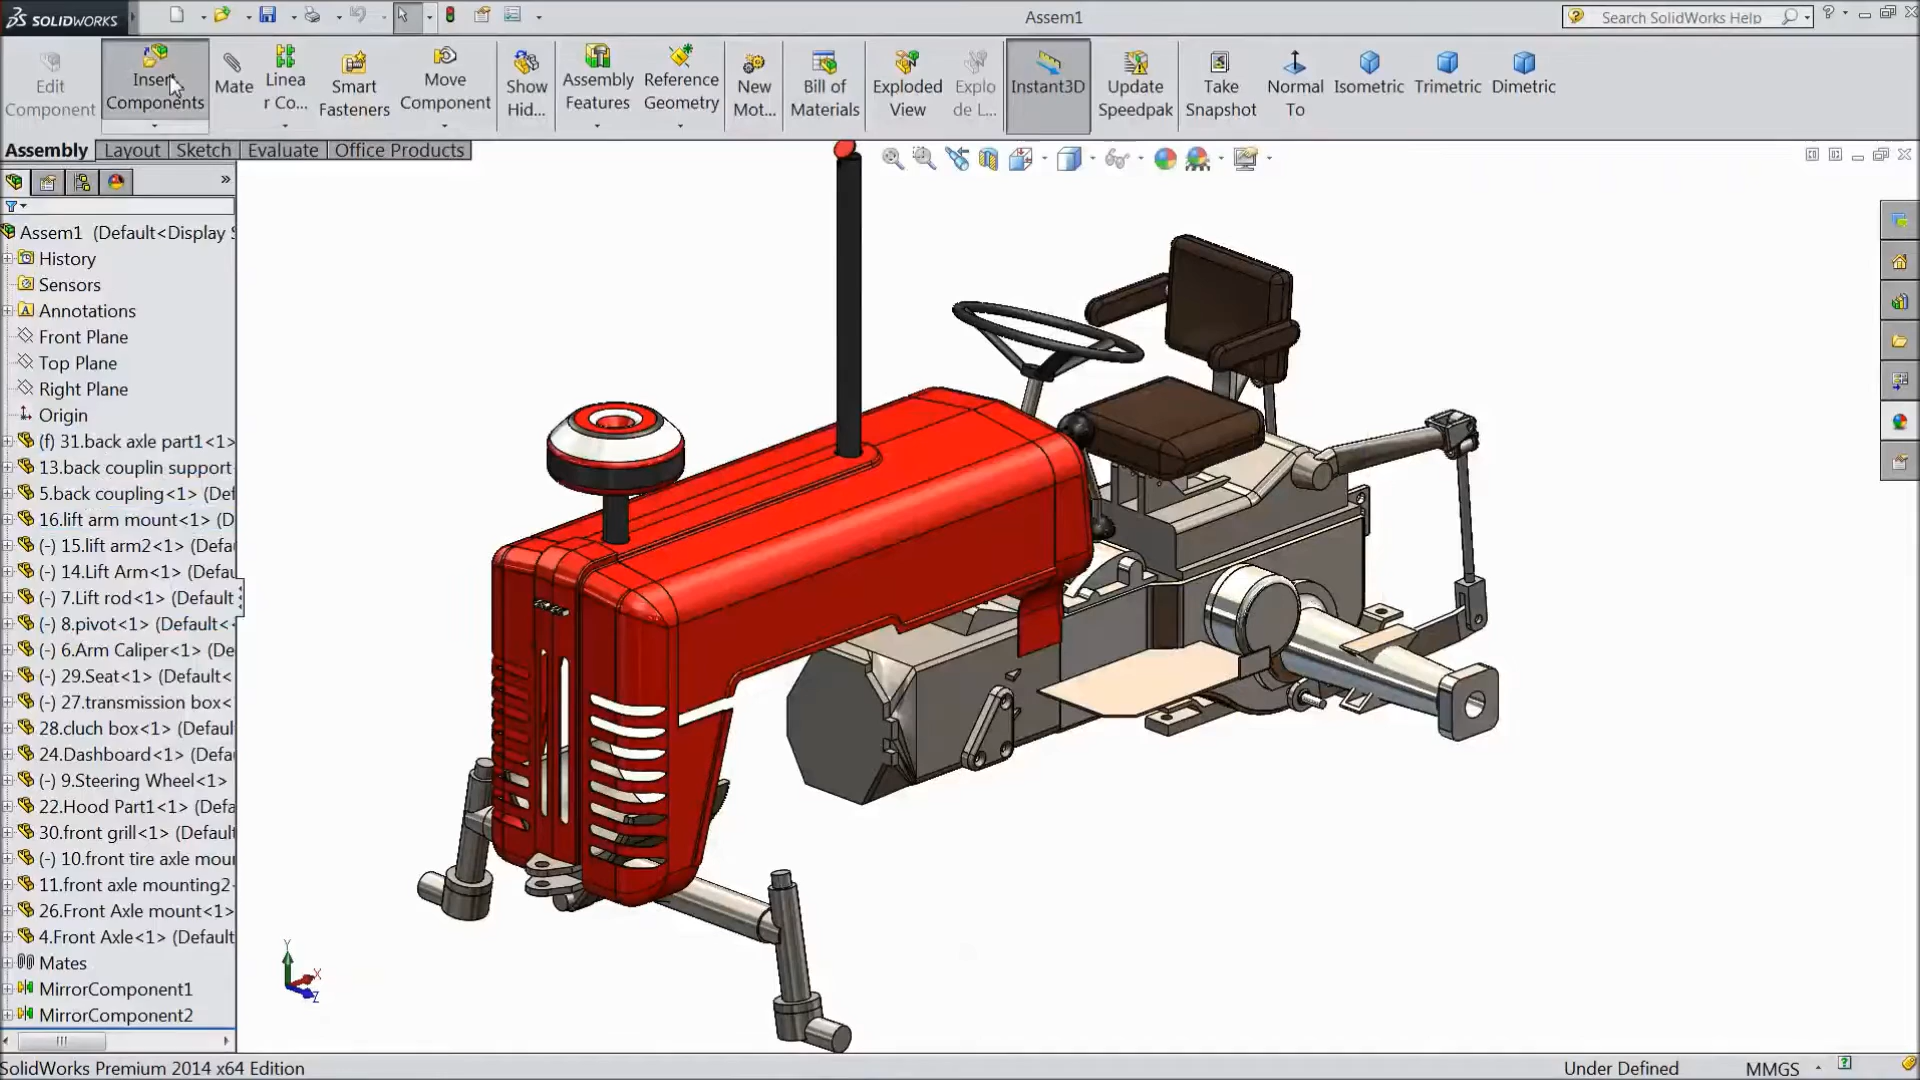 SOLIDWORKS
Assem1
Search SolidWorks Help
Edit
Component
Insert
Components
Mate
Linea
r Co...
Smart
Fasteners
Move
Component
Show
Hid...
Assembly
Features
Reference
Geometry
New
Mot...
Bill of
Materials
Exploded
View
Explo
de L...
Instant3D
Update
Speedpak
Take
Snapshot
Normal
To
Isometric
Trimetric
Dimetric
Assembly
Layout
Sketch
Evaluate
Office Products
Assem1 (Default<Display S
History
Sensors
Annotations
Front Plane
Top Plane
Right Plane
Origin
(f) 31.back axle part1<1>
13.back couplin support
5.back coupling<1> (Def
16.lift arm mount<1> (D
(-) 15.lift arm2<1> (Defa
(-) 14.Lift Arm<1> (Defau
(-) 7.Lift rod<1> (Default
(-) 8.pivot<1> (Default<
(-) 6.Arm Caliper<1> (De
(-) 29.Seat<1> (Default<
(-) 27.transmission box<
28.cluch box<1> (Default
24.Dashboard<1> (Defa
(-) 9.Steering Wheel<1>
22.Hood Part1<1> (Defa
30.front grill<1> (Default
(-) 10.front tire axle mour
11.front axle mounting2
26.Front Axle mount<1>
4.Front Axle<1> (Default
Mates
MirrorComponent1
MirrorComponent2
Y
X
Z
SolidWorks Premium 2014 x64 Edition
Under Defined
MMGS